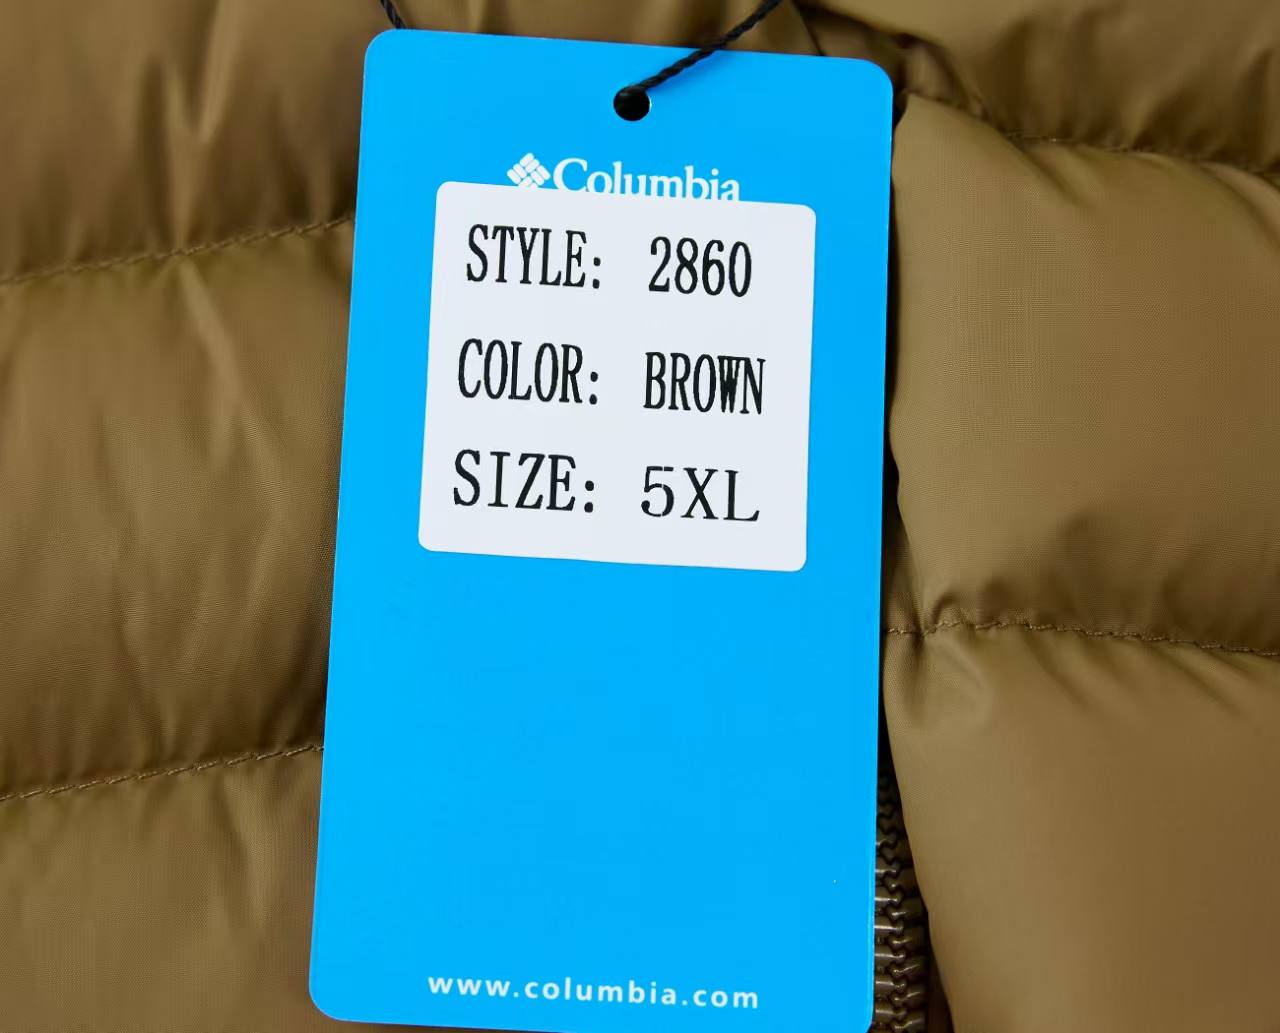 Columbia
STYLE: 2860
COLOR: BROWN
SIZE: 5XL
www.columbia.com